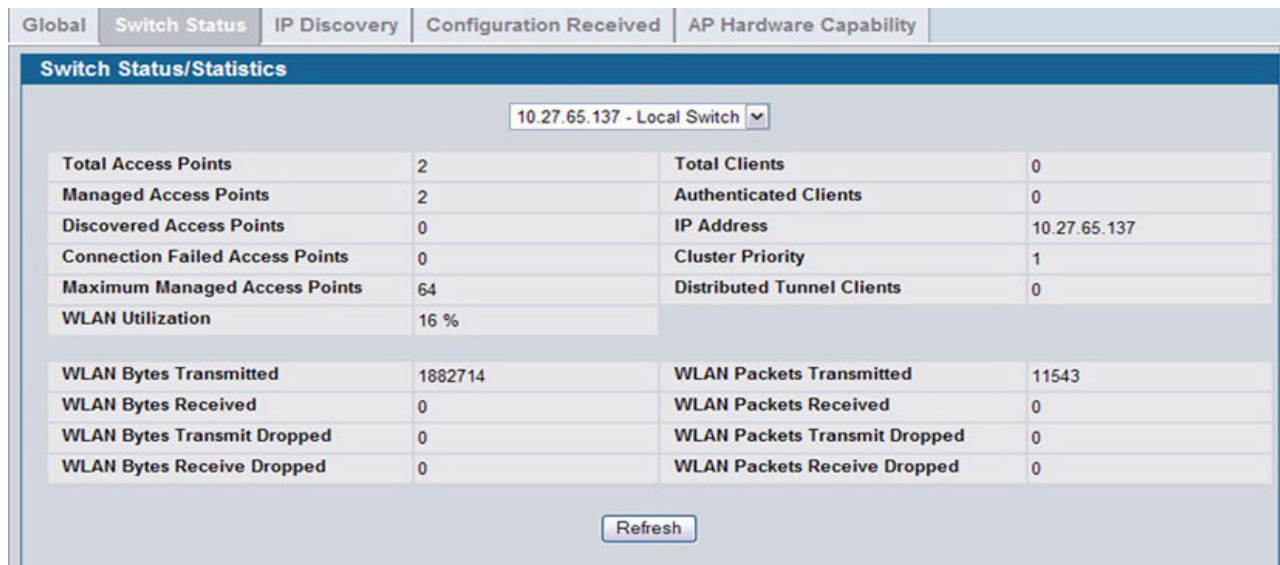 Global Switch Status IP Discovery Configuration Received AP Hardware Capability
Switch Status/Statistics
10.27.65.137 - Local Switch
Total Access Points 2 Total Clients 0
Managed Access Points 2 Authenticated Clients 0
Discovered Access Points 0 IP Address 10.27.65.137
Connection Failed Access Points 0 Cluster Priority 1
Maximum Managed Access Points 64 Distributed Tunnel Clients 0
WLAN Utilization 16 %
WLAN Bytes Transmitted 1882714 WLAN Packets Transmitted 11543
WLAN Bytes Received 0 WLAN Packets Received 0
WLAN Bytes Transmit Dropped 0 WLAN Packets Transmit Dropped 0
WLAN Bytes Receive Dropped 0 WLAN Packets Receive Dropped 0
Refresh